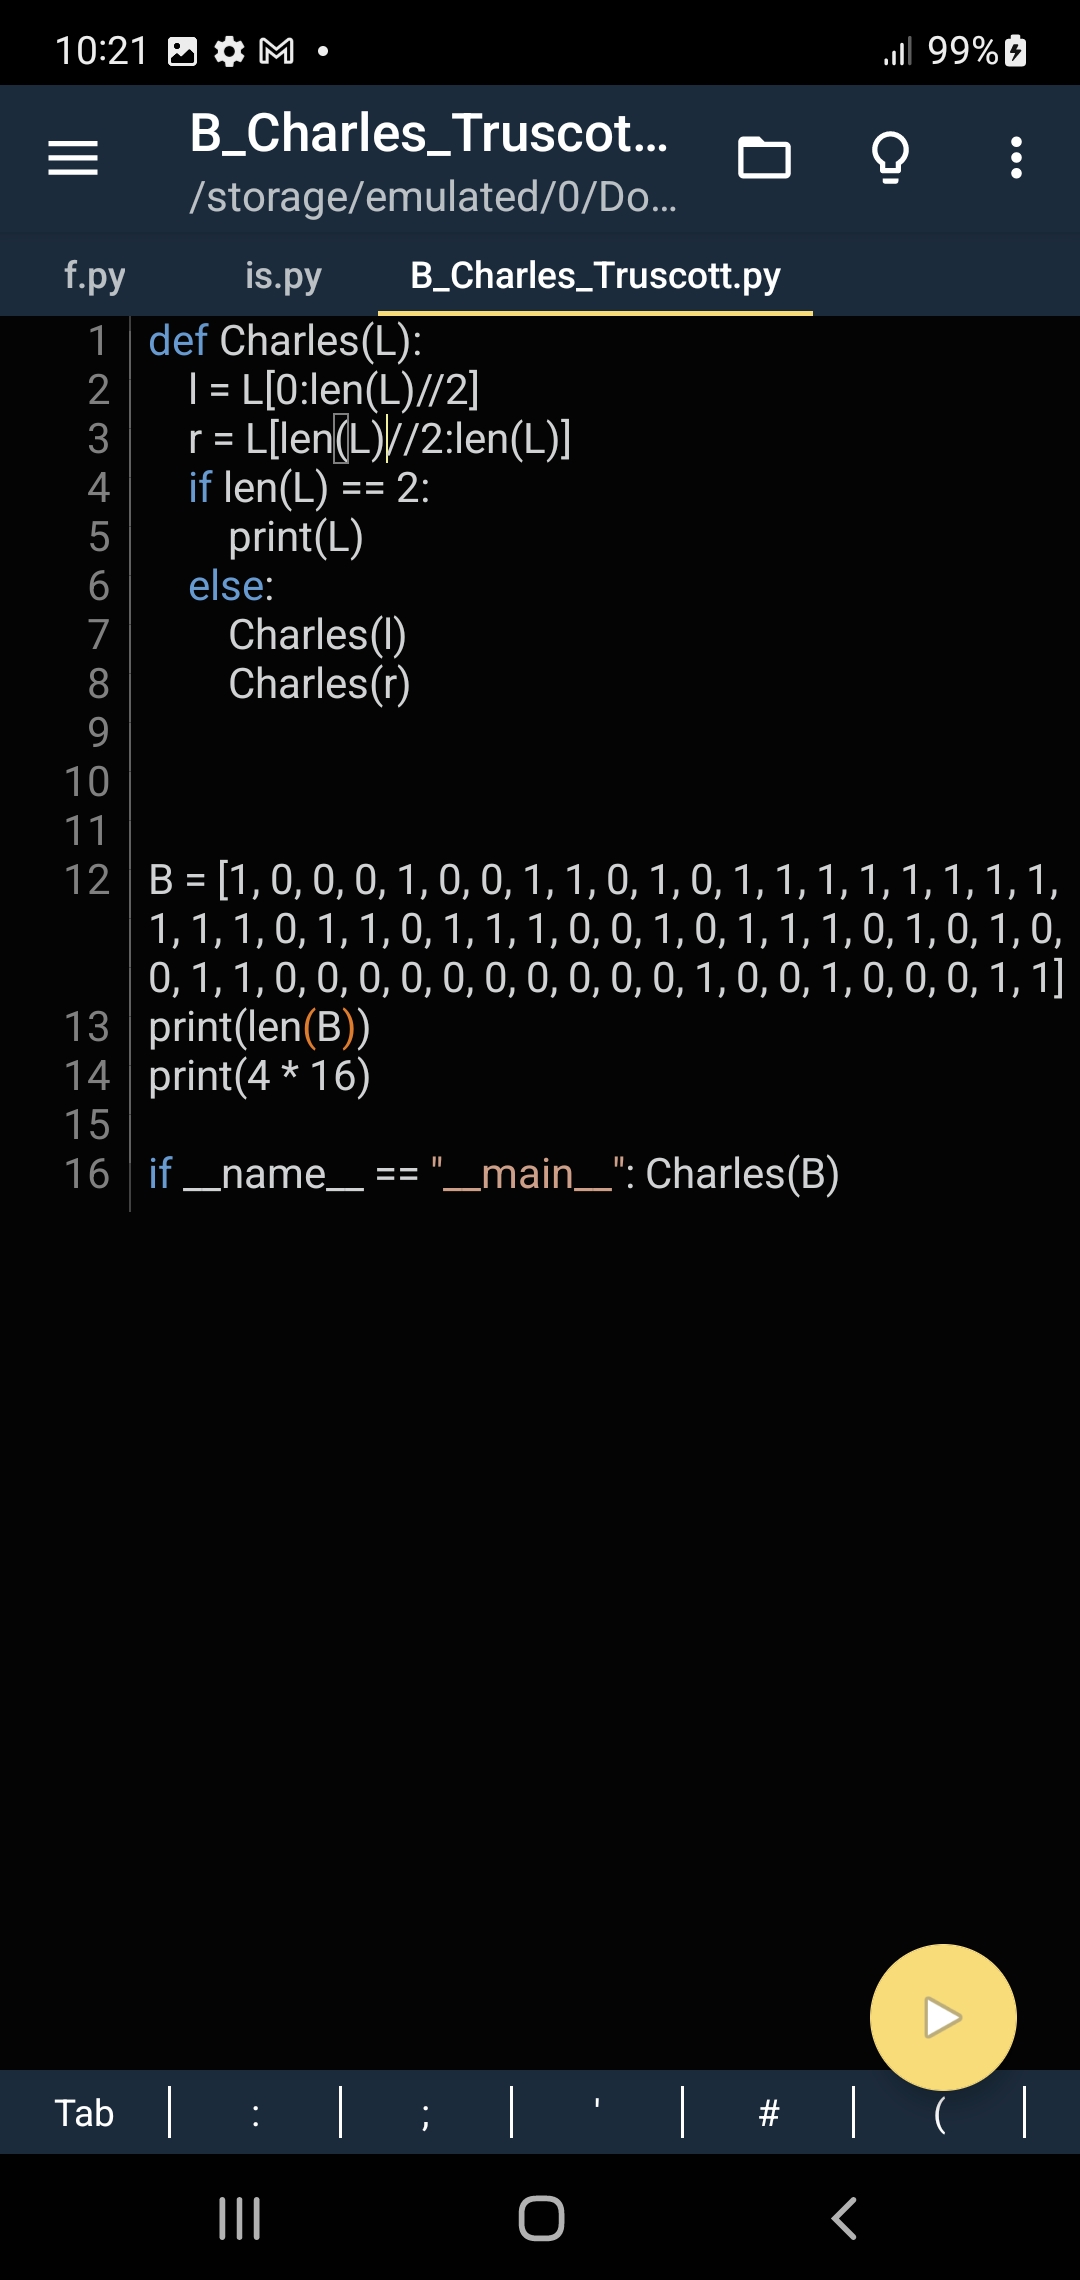 10:21 99%
B_Charles_Truscot...
/storage/emulated/0/Do...
f.py is.py B_Charles_Truscott.py
1 def Charles(L):
2 l = L[0:len(L)//2]
3 r = L[len(L)//2:len(L)]
4 if len(L) == 2:
5 print(L)
6 else:
7 Charles(l)
8 Charles(r)
9
10
11
12 B = [1, 0, 0, 0, 1, 0, 0, 1, 1, 0, 1, 0, 1, 1, 1, 1, 1, 1, 1, 1,
1, 1, 1, 0, 1, 1, 0, 1, 1, 1, 0, 0, 1, 0, 1, 1, 1, 0, 1, 0, 1, 0,
0, 1, 1, 0, 0, 0, 0, 0, 0, 0, 0, 0, 0, 1, 0, 0, 1, 0, 0, 0, 1, 1]
13 print(len(B))
14 print(4 * 16)
15
16 if __name__ == "__main__": Charles(B)
Tab : ; ' # (